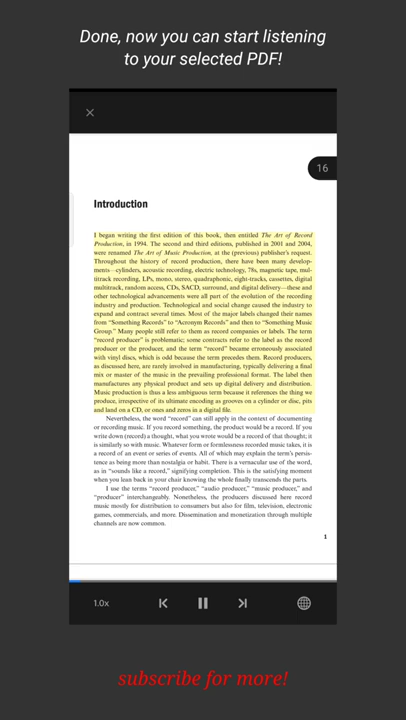 Done, now you can start listening
to your selected PDF!
16
Introduction
I began writing the first edition of this book, then entitled The Art of Record
Production, in 1994. The second and third editions, published in 2001 and 2004,
were renamed The Art of Music Production, at the (previous) publisher's request.
Throughout the history of record production, there have been many develop-
ments—cylinders, acoustic recording, electric technology, 78s, magnetic tape, mul-
titrack recording, LPs, mono, stereo, quadraphonic, eight-tracks, cassettes, digital
multitrack, random access, CDs, SACD, surround, and digital delivery—these and
other technological advancements were all part of the evolution of the recording
industry and production. Technological and social change caused the industry to
expand and contract several times. Most of the major labels changed their names
from “Something Records” to “Acronym Records” and then to “Something Music
Group.” Many people still refer to them as record companies or labels. The term
“record producer” is problematic; some contracts refer to the label as the record
producer or the producer, and the term “record” became erroneously associated
with vinyl discs, which is odd because the term precedes them. Record producers,
as discussed here, are rarely involved in manufacturing, typically delivering a final
mix or master of the music in the prevailing professional format. The label then
manufactures any physical product and sets up digital delivery and distribution.
Music production is thus a less ambiguous term because it references the thing we
produce, irrespective of its ultimate encoding as grooves on a cylinder or disc, pits
and land on a CD, or ones and zeros in a digital file.
Nevertheless, the word “record” can still apply in the context of documenting
or recording music. If you record something, the product would be a record. If you
write down (record) a thought, what you wrote would be a record of that thought; it
is similarly so with music. Whatever form or formlessness recorded music takes, it is
a record of an event or series of events. All of which may explain the term's persis-
tence as being more than nostalgia or habit. There is a vernacular use of the word,
as in “sounds like a record,” signifying completion. This is the satisfying moment
when you lean back in your chair knowing the whole finally transcends the parts.
I use the terms “record producer,” “audio producer,” “music producer,” and
“producer” interchangeably. Nonetheless, the producers discussed here record
music mostly for distribution to consumers but also for film, television, electronic
games, commercials, and more. Dissemination and monetization through multiple
channels are now common.
1
1.0x
subscribe for more!